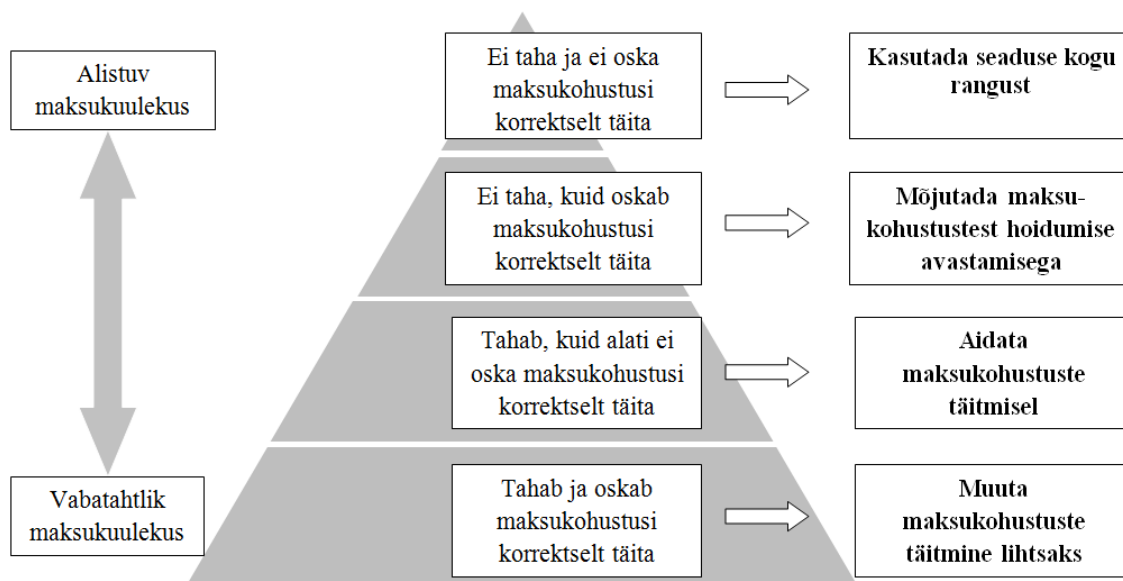 Alistuv
maksukuulekus
Ei taha ja ei oska
maksukohustusi
korrektselt täita
Kasutada seaduse kogu
rangust
Ei taha, kuid oskab
maksukohustusi
korrektselt täita
Mõjutada maksu-
kohustustest hoidumise
avastamisega
Tahab, kuid alati ei
oska maksukohustusi
korrektselt täita
Aidata
maksukohustuste
täitmisel
Vabatahtlik
maksukuulekus
Tahab ja oskab
maksukohustusi
korrektselt täita
Muuta
maksukohustuste
täitmine lihtsaks